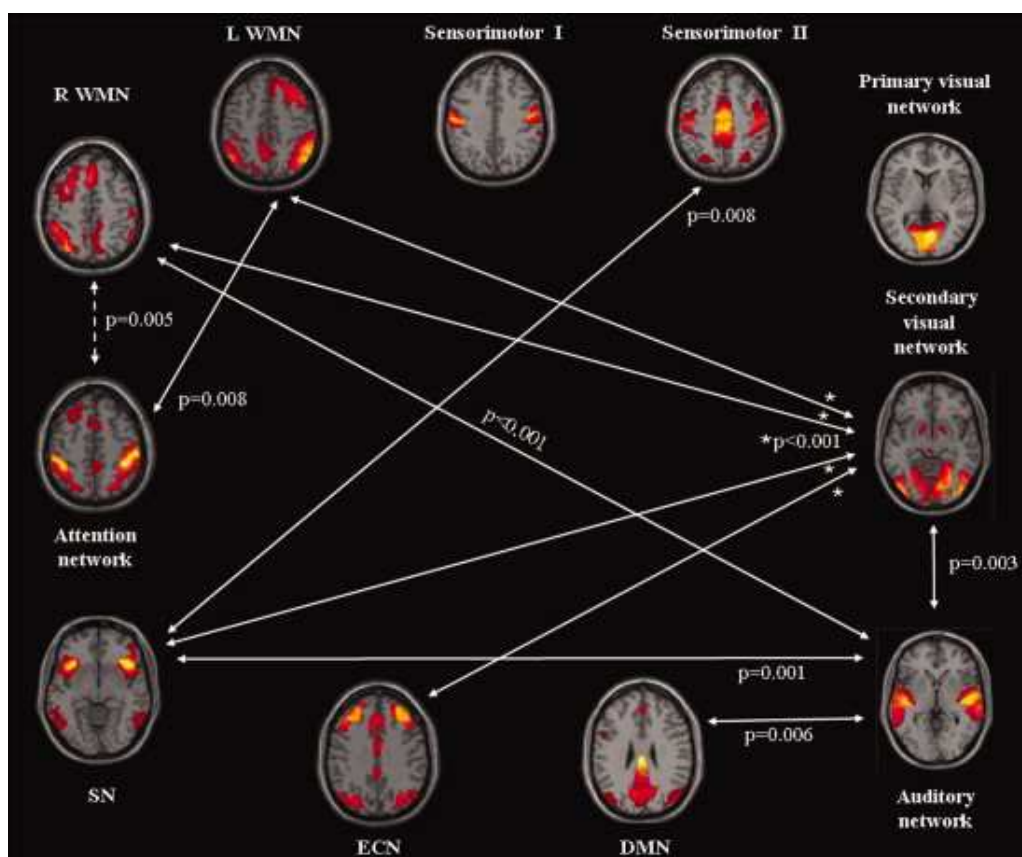 L WMN
Sensorimotor I
Sensorimotor II
R WMN
Primary visual
network
p=0.008
Secondary
visual
network
p=0.005
p=0.008
p<0.001
*
*
*p<0.001
*
*
Attention
network
p=0.003
p=0.001
p=0.006
SN
ECN
DMN
Auditory
network